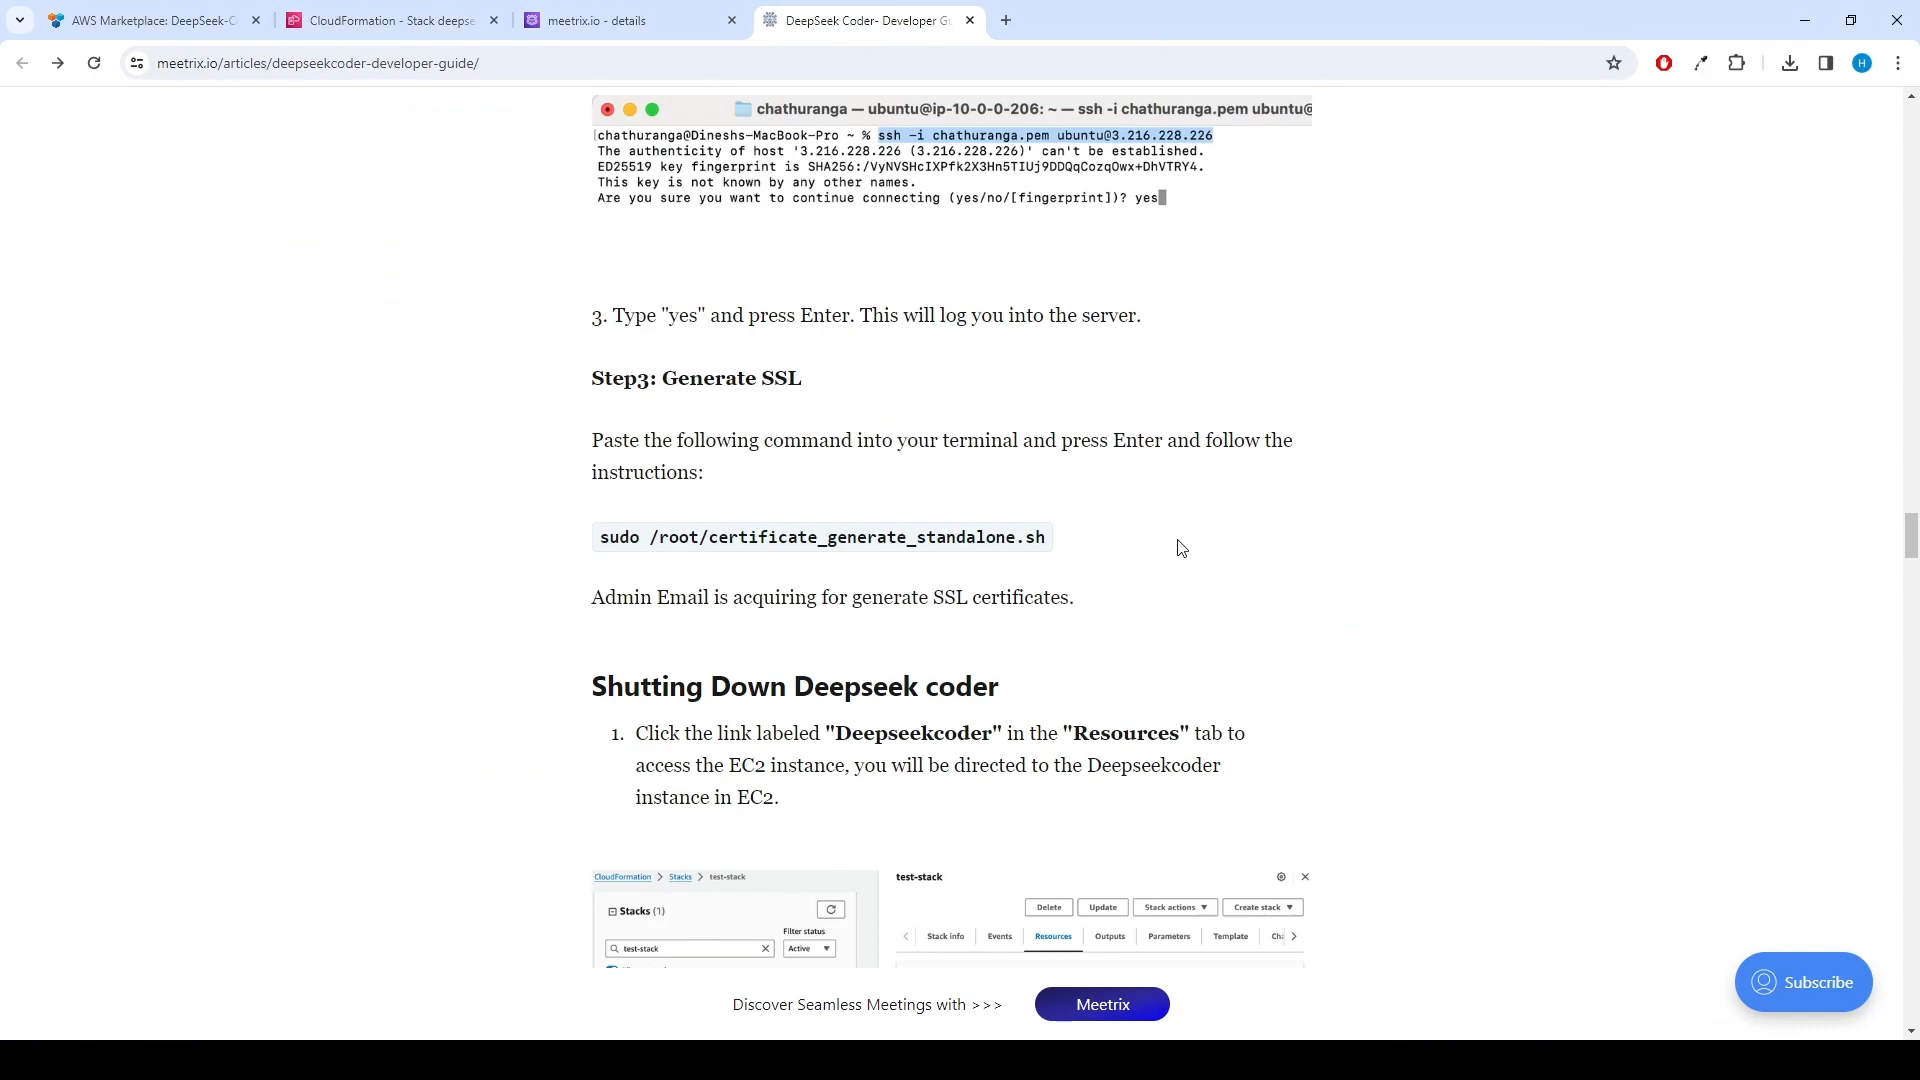 AWS Marketplace: DeepSeek-C
CloudFormation - Stack deepse
meetrix.io - details
DeepSeek Coder- Developer Gu
meetrix.io/articles/deepseekcoder-developer-guide/
H
chathuranga — ubuntu@ip-10-0-0-206: ~ — ssh -i chathuranga.pem ubuntu@
chathuranga@Dineshs-MacBook-Pro ~ % ssh -i chathuranga.pem ubuntu@3.216.228.226
The authenticity of host '3.216.228.226 (3.216.228.226)' can't be established.
ED25519 key fingerprint is SHA256:/VyNVSHcIXPfk2X3Hn5TIUj9DDQqCozqOwx+DhVTRY4.
This key is not known by any other names.
Are you sure you want to continue connecting (yes/no/[fingerprint])? yes
3. Type "yes" and press Enter. This will log you into the server.
Step3: Generate SSL
Paste the following command into your terminal and press Enter and follow the
instructions:
sudo /root/certificate_generate_standalone.sh
Admin Email is acquiring for generate SSL certificates.
Shutting Down Deepseek coder
1. Click the link labeled "Deepseekcoder" in the "Resources" tab to
access the EC2 instance, you will be directed to the Deepseekcoder
instance in EC2.
CloudFormation > Stacks > test-stack
Stacks (1)
Filter status
test-stack
Active
test-stack
Delete
Update
Stack actions
Create stack
Stack info
Events
Resources
Outputs
Parameters
Template
Cha
Discover Seamless Meetings with >>>
Meetrix
Subscribe